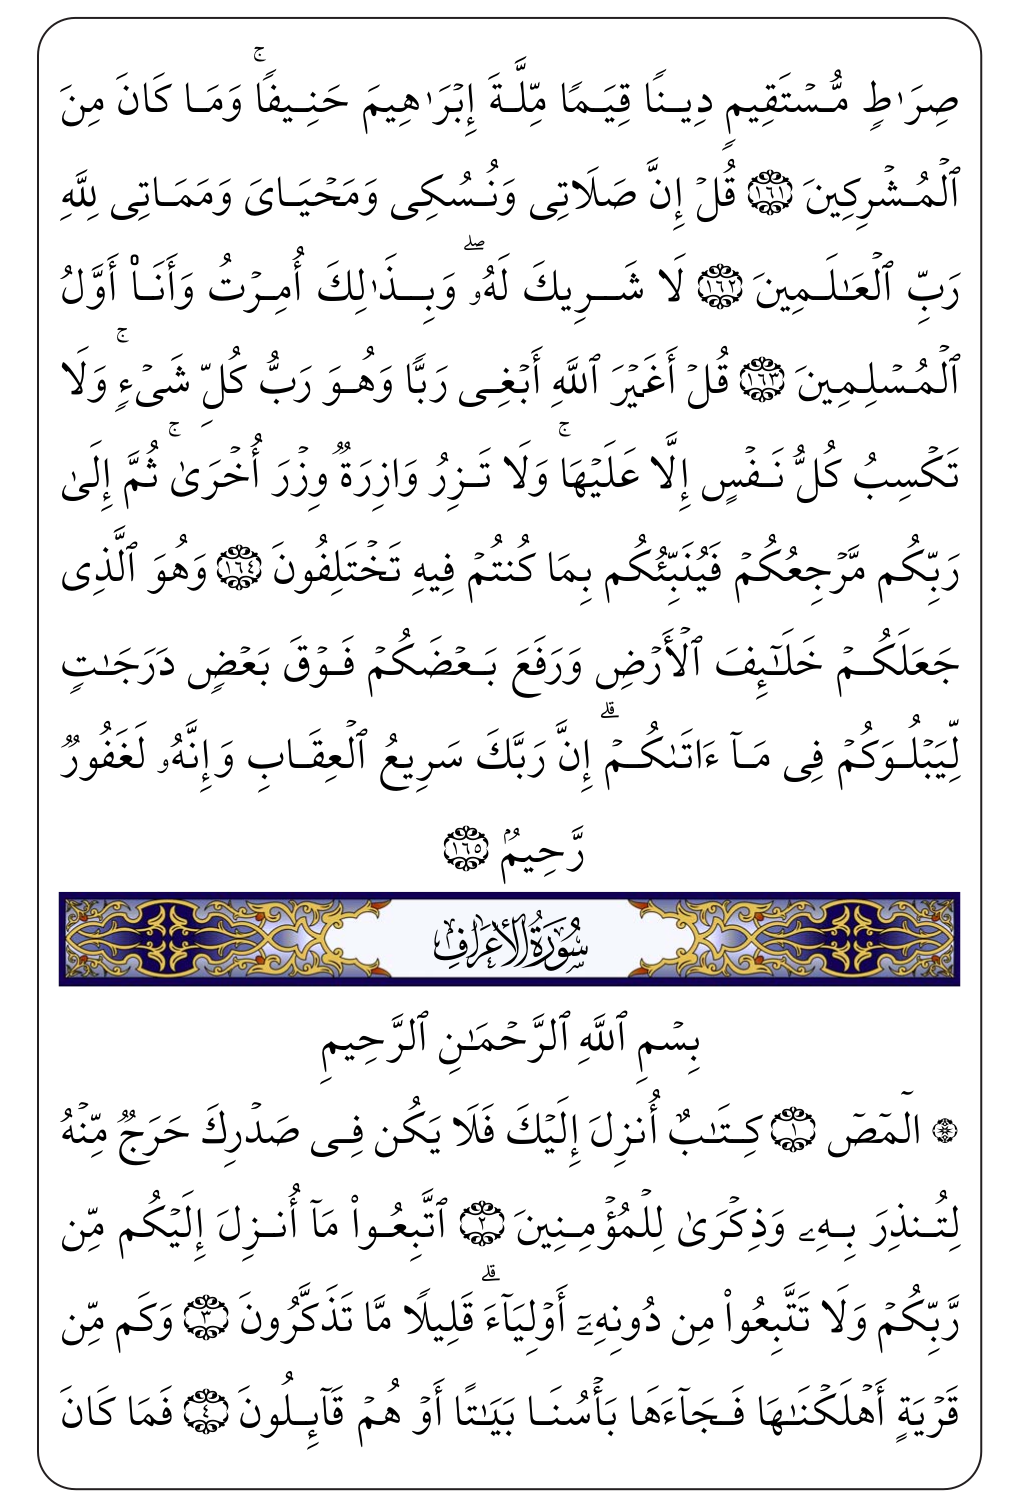 صِرَٰطٖ مُّسۡتَقِيمٖ دِينٗا قِيَمٗا مِّلَّةَ إِبۡرَٰهِيمَ حَنِيفٗاۚ وَمَا كَانَ مِنَ
ٱلۡمُشۡرِكِينَ ١٦١ قُلۡ إِنَّ صَلَاتِي وَنُسُكِي وَمَحۡيَايَ وَمَمَاتِي لِلَّهِ
رَبِّ ٱلۡعَٰلَمِينَ ١٦٢ لَا شَرِيكَ لَهُۥۖ وَبِذَٰلِكَ أُمِرۡتُ وَأَنَا۠ أَوَّلُ
ٱلۡمُسۡلِمِينَ ١٦٣ قُلۡ أَغَيۡرَ ٱللَّهِ أَبۡغِي رَبّٗا وَهُوَ رَبُّ كُلِّ شَيۡءٖۚ وَلَا
تَكۡسِبُ كُلُّ نَفۡسٍ إِلَّا عَلَيۡهَاۚ وَلَا تَزِرُ وَازِرَةٞ وِزۡرَ أُخۡرَىٰۚ ثُمَّ إِلَىٰ
رَبِّكُم مَّرۡجِعُكُمۡ فَيُنَبِّئُكُم بِمَا كُنتُمۡ فِيهِ تَخۡتَلِفُونَ ١٦٤ وَهُوَ ٱلَّذِي
جَعَلَكُمۡ خَلَٰٓئِفَ ٱلۡأَرۡضِ وَرَفَعَ بَعۡضَكُمۡ فَوۡقَ بَعۡضٖ دَرَجَٰتٖ
لِّيَبۡلُوَكُمۡ فِي مَآ ءَاتَىٰكُمۡۗ إِنَّ رَبَّكَ سَرِيعُ ٱلۡعِقَابِ وَإِنَّهُۥ لَغَفُورٞ
رَّحِيمُۢ ١٦٥
سُورَةُ الأَعۡرَافِ
بِسۡمِ ٱللَّهِ ٱلرَّحۡمَٰنِ ٱلرَّحِيمِ
۞ الٓمٓصٓ ١ كِتَٰبٌ أُنزِلَ إِلَيۡكَ فَلَا يَكُن فِي صَدۡرِكَ حَرَجٞ مِّنۡهُ
لِتُنذِرَ بِهِۦ وَذِكۡرَىٰ لِلۡمُؤۡمِنِينَ ٢ ٱتَّبِعُواْ مَآ أُنزِلَ إِلَيۡكُم مِّن
رَّبِّكُمۡ وَلَا تَتَّبِعُواْ مِن دُونِهِۦٓ أَوۡلِيَآءَۗ قَلِيلٗا مَّا تَذَكَّرُونَ ٣ وَكَم مِّن
قَرۡيَةٍ أَهۡلَكۡنَٰهَا فَجَآءَهَا بَأۡسُنَا بَيَٰتًا أَوۡ هُمۡ قَآئِلُونَ ٤ فَمَا كَانَ